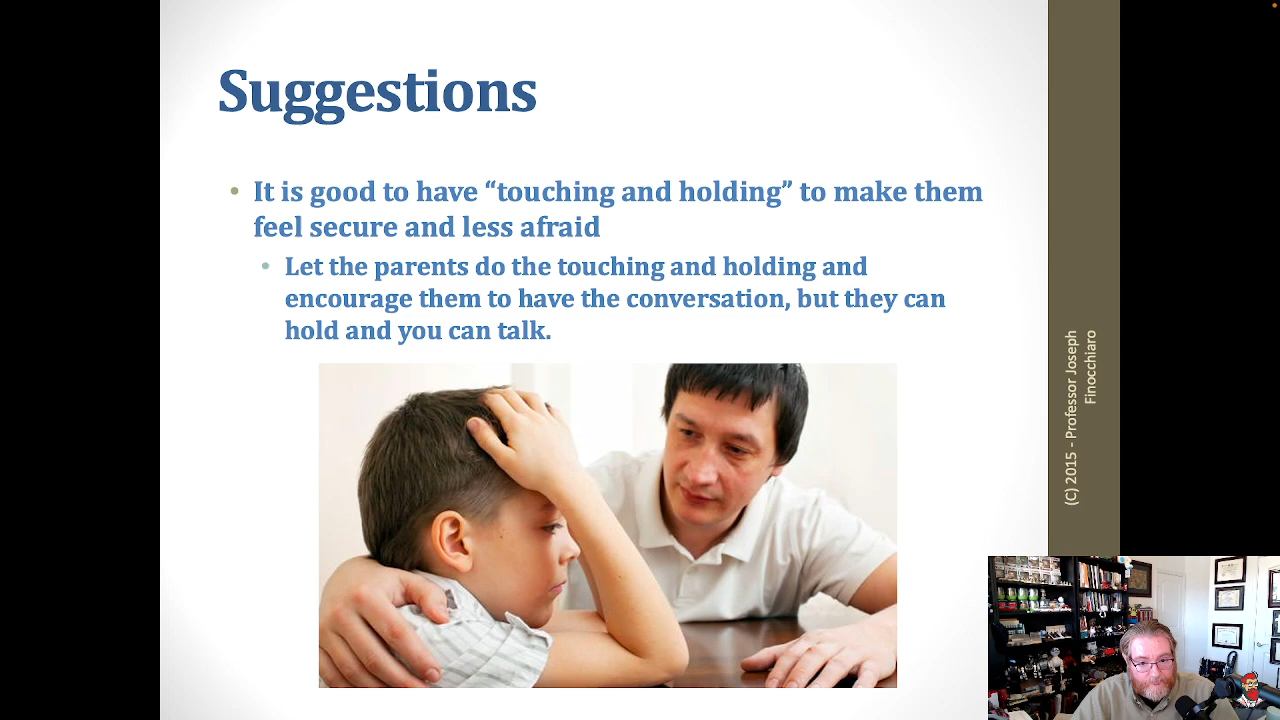 Suggestions
• It is good to have “touching and holding” to make them
feel secure and less afraid
• Let the parents do the touching and holding and
encourage them to have the conversation, but they can
hold and you can talk.
(C) 2015 - Professor Joseph
Finocchiaro